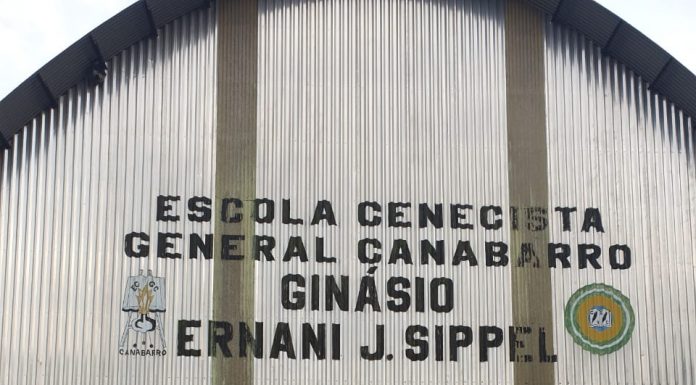 ESCOLA CENECISTA
GENERAL CANABARRO
GINÁSIO
ERNANI J. SIPPEL
CANABARRO